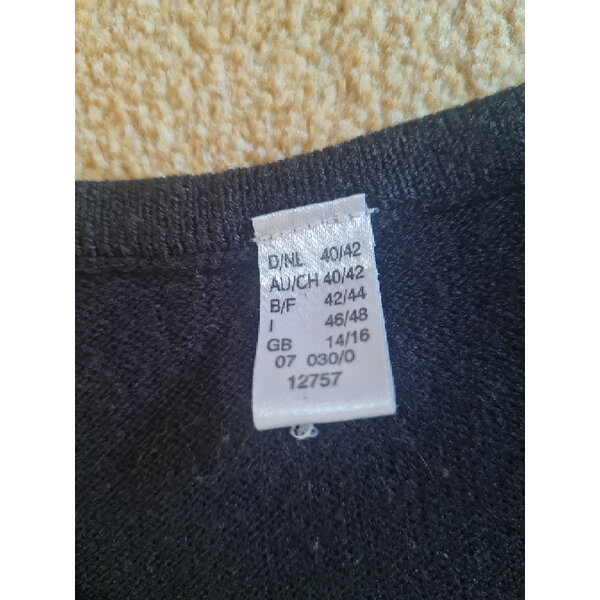 D/NL 40/42
AU/CH 40/42
B/F 42/44
I 46/48
GB 14/16
07 030/0
12757